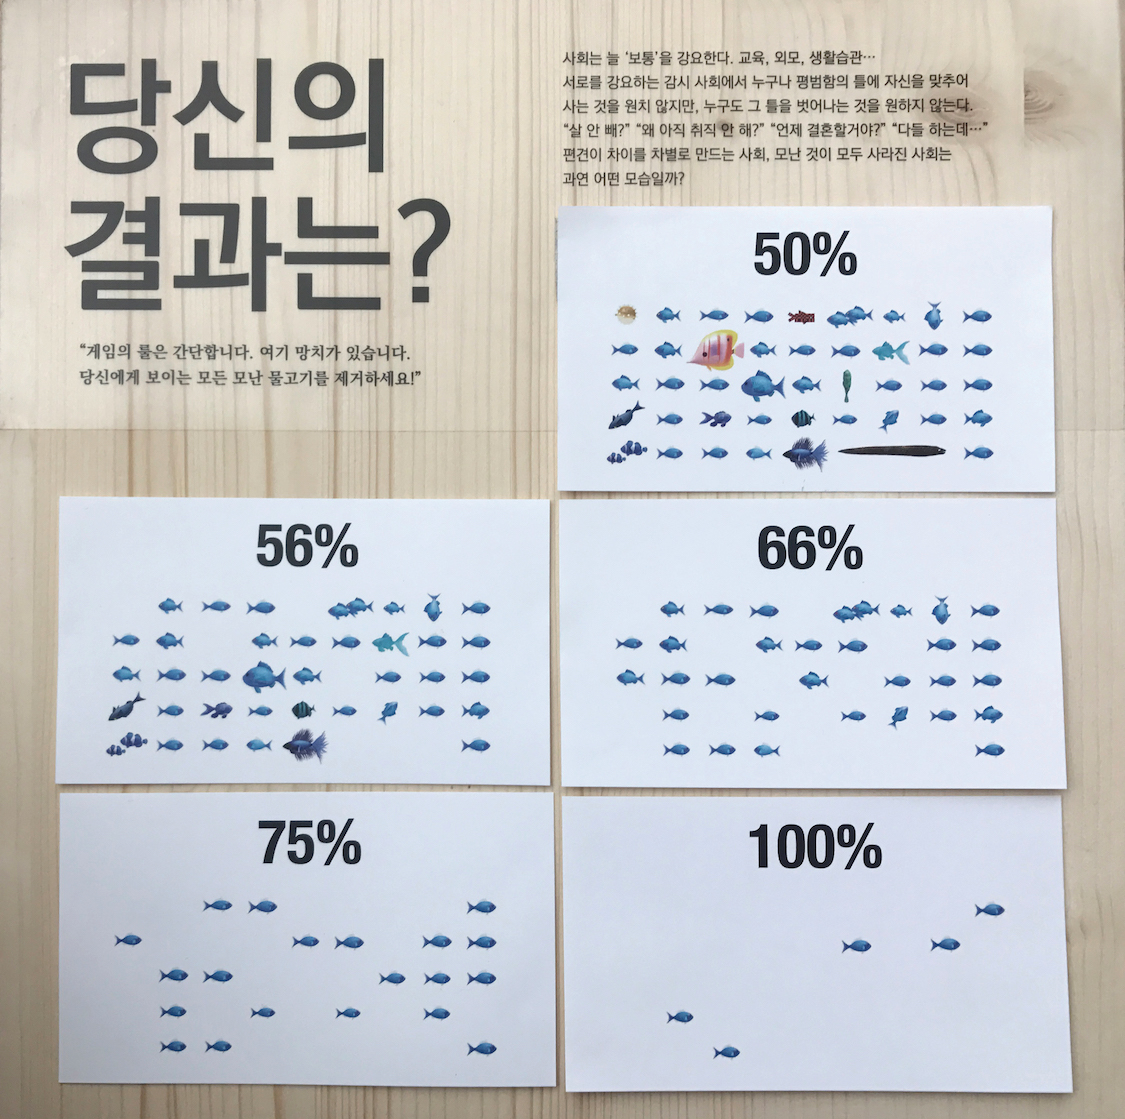 당신의
결과는?
“게임의 룰은 간단합니다. 여기 망치가 있습니다.
당신에게 보이는 모든 모난 물고기를 제거하세요!”
사회는 늘 ‘보통’을 강요한다. 교육, 외모, 생활습관…
서로를 강요하는 감시 사회에서 누구나 평범함의 틀에 자신을 맞추어
사는 것을 원치 않지만, 누구도 그 틀을 벗어나는 것을 원하지 않는다.
“살 안 빼?” “왜 아직 취직 안 해?” “언제 결혼할거야?” “다들 하는데…”
편견이 차이를 차별로 만드는 사회, 모난 것이 모두 사라진 사회는
과연 어떤 모습일까?
50%
56%
66%
75%
100%